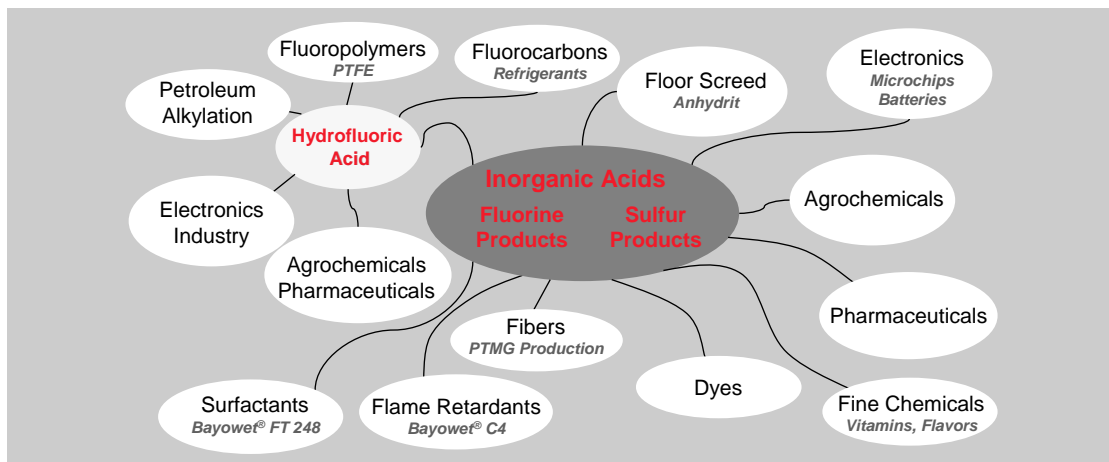 Fluoropolymers
PTFE
Fluorocarbons
Refrigerants
Floor Screed
Anhydrit
Electronics
Microchips
Batteries
Petroleum
Alkylation
Hydrofluoric
Acid
Inorganic Acids
Fluorine
Products
Sulfur
Products
Agrochemicals
Electronics
Industry
Agrochemicals
Pharmaceuticals
Pharmaceuticals
Fibers
PTMG Production
Dyes
Surfactants
Bayowet® FT 248
Flame Retardants
Bayowet® C4
Fine Chemicals
Vitamins, Flavors